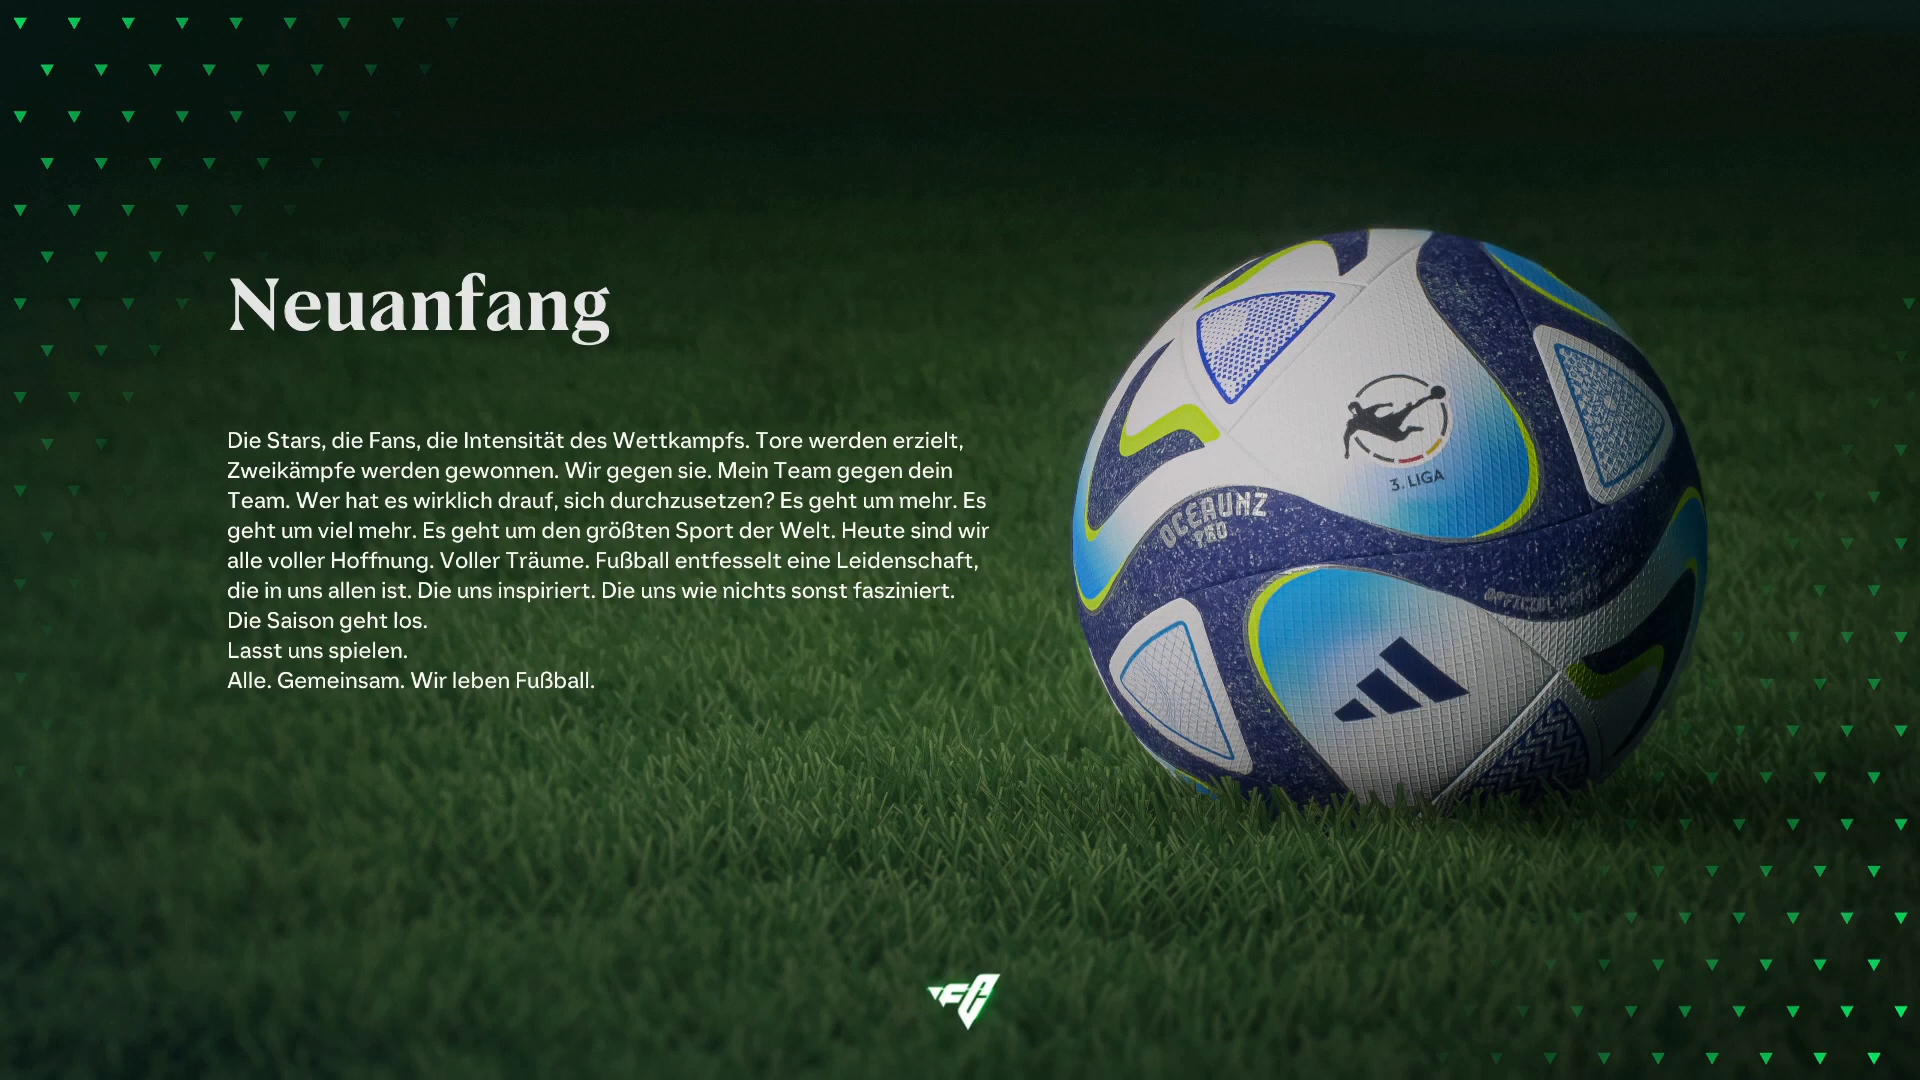 Neuanfang
Die Stars, die Fans, die Intensität des Wettkampfs. Tore werden erzielt,
Zweikämpfe werden gewonnen. Wir gegen sie. Mein Team gegen dein
Team. Wer hat es wirklich drauf, sich durchzusetzen? Es geht um mehr. Es
geht um viel mehr. Es geht um den größten Sport der Welt. Heute sind wir
alle voller Hoffnung. Voller Träume. Fußball entfesselt eine Leidenschaft,
die in uns allen ist. Die uns inspiriert. Die uns wie nichts sonst fasziniert.
Die Saison geht los.
Lasst uns spielen.
Alle. Gemeinsam. Wir leben Fußball.
3. LIGA
OCEAUNZ
PRO